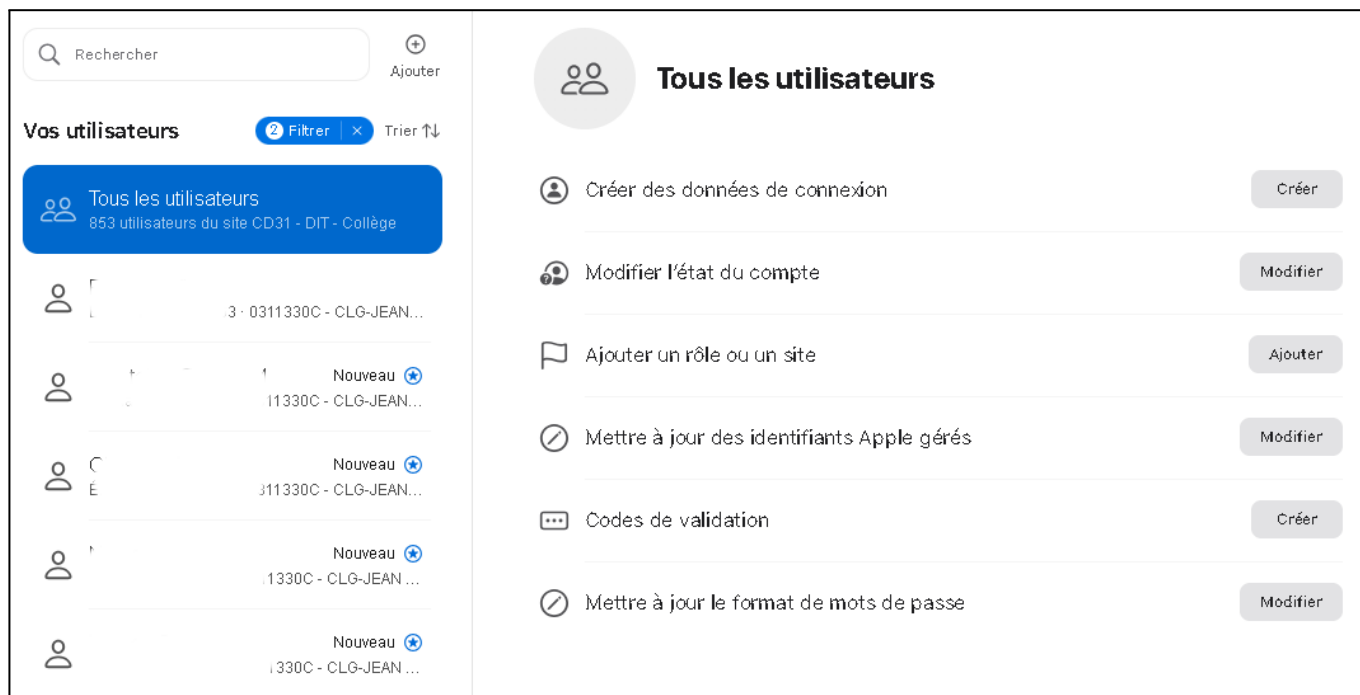 Rechercher
Ajouter
Vos utilisateurs
2 Filtrer
Trier
Tous les utilisateurs
853 utilisateurs du site CD31 - DIT - Collège
3 · 0311330C - CLG-JEAN...
Nouveau
11330C - CLG-JEAN...
Nouveau
311330C - CLG-JEAN...
Nouveau
1330C - CLG-JEAN ...
Nouveau
1330C - CLG-JEAN ...
Tous les utilisateurs
Créer des données de connexion
Créer
Modifier l'état du compte
Modifier
Ajouter un rôle ou un site
Ajouter
Mettre à jour des identifiants Apple gérés
Modifier
Codes de validation
Créer
Mettre à jour le format de mots de passe
Modifier